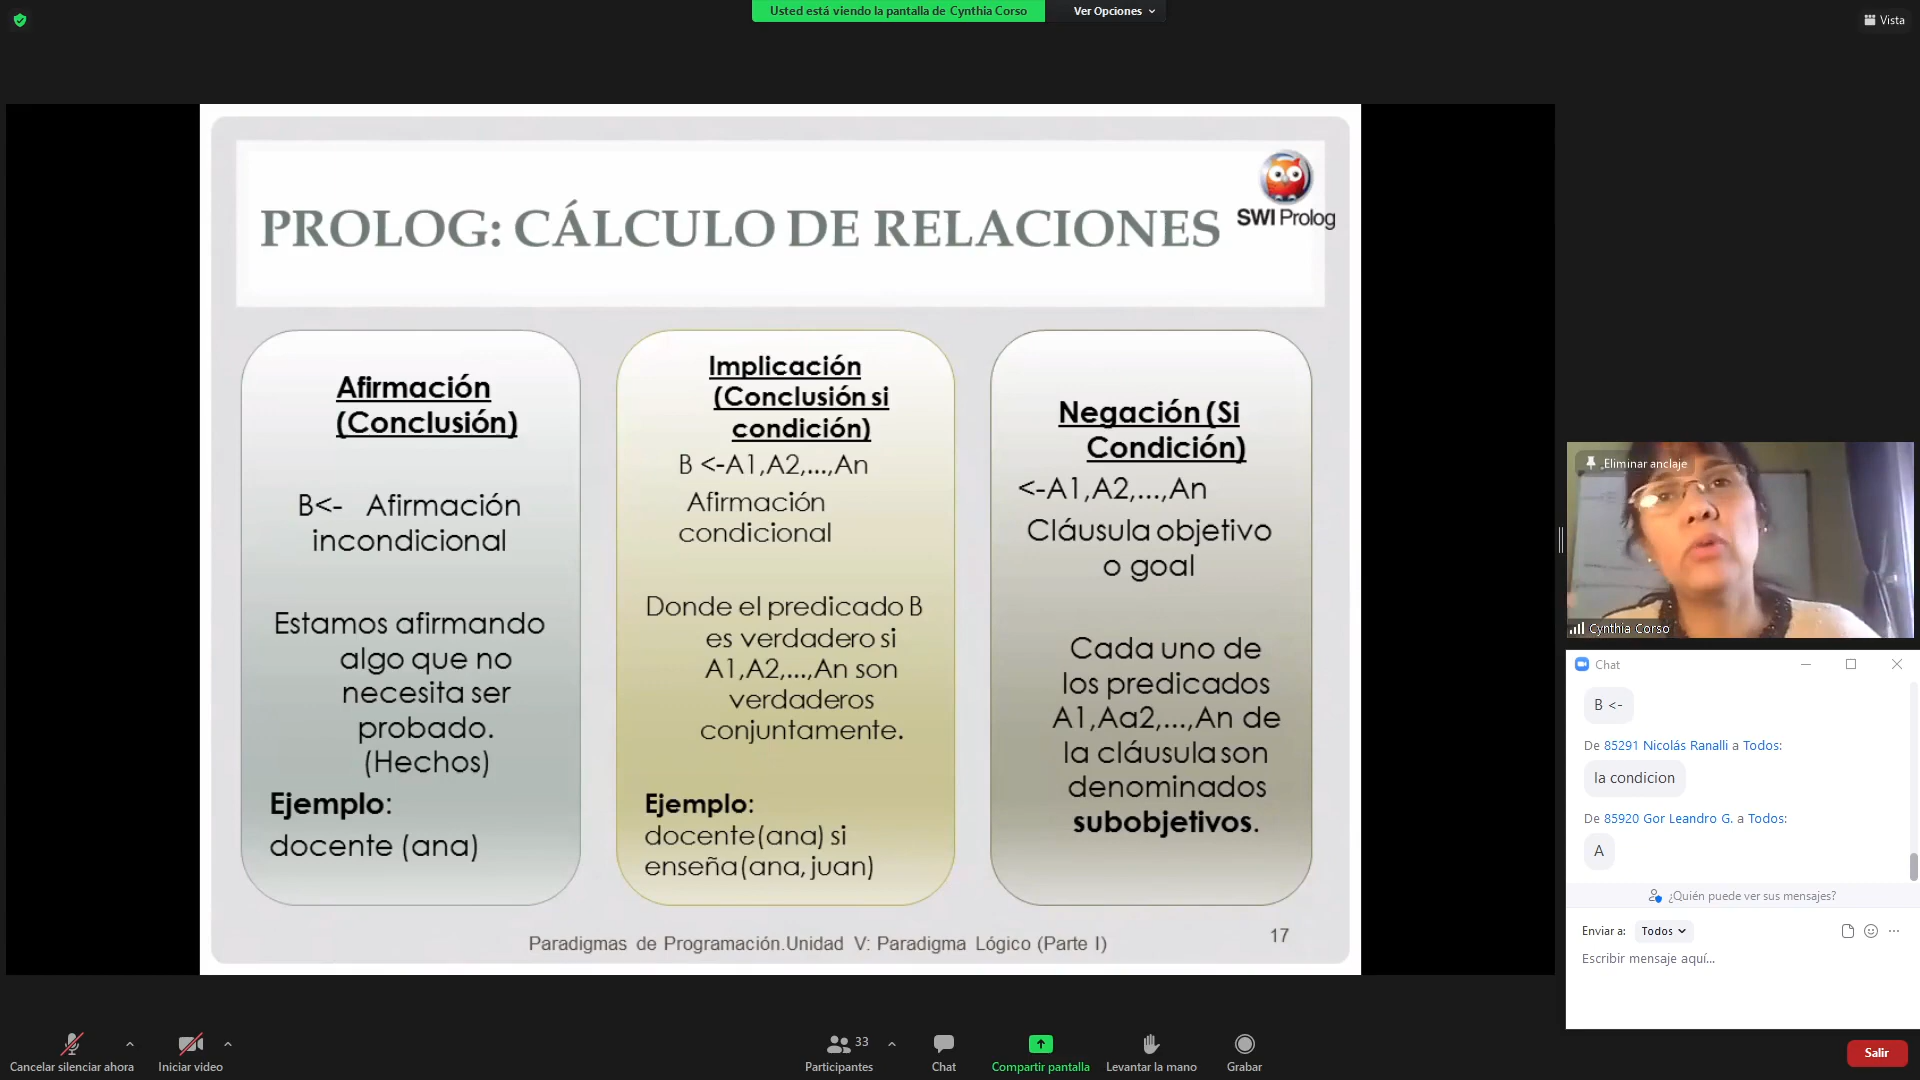 Usted está viendo la pantalla de Cynthia Corso
Ver Opciones
Vista
PROLOG: CÁLCULO DE RELACIONES
SWI Prolog
Afirmación
(Conclusión)
B<- Afirmación
incondicional
Estamos afirmando
algo que no
necesita ser
probado.
(Hechos)
Ejemplo:
docente (ana)
Implicación
(Conclusión si
condición)
B <-A1,A2,...,An
Afirmación
condicional
Donde el predicado B
es verdadero si
A1,A2,...,An son
verdaderos
conjuntamente.
Ejemplo:
docente(ana) si
enseña(ana, juan)
Negación (Si
Condición)
<-A1,A2,...,An
Cláusula objetivo
o goal
Cada uno de
los predicados
A1,Aa2,...,An de
la cláusula son
denominados
subobjetivos.
Paradigmas de Programación.Unidad V: Paradigma Lógico (Parte I)
17
Eliminar anclaje
Cynthia Corso
Chat
B <-
De 85291 Nicolás Ranalli a Todos:
la condicion
De 85920 Gor Leandro G. a Todos:
A
¿Quién puede ver sus mensajes?
Enviar a: Todos
Escribir mensaje aquí...
Cancelar silenciar ahora
Iniciar video
33
Participantes
Chat
Compartir pantalla
Levantar la mano
Grabar
Salir